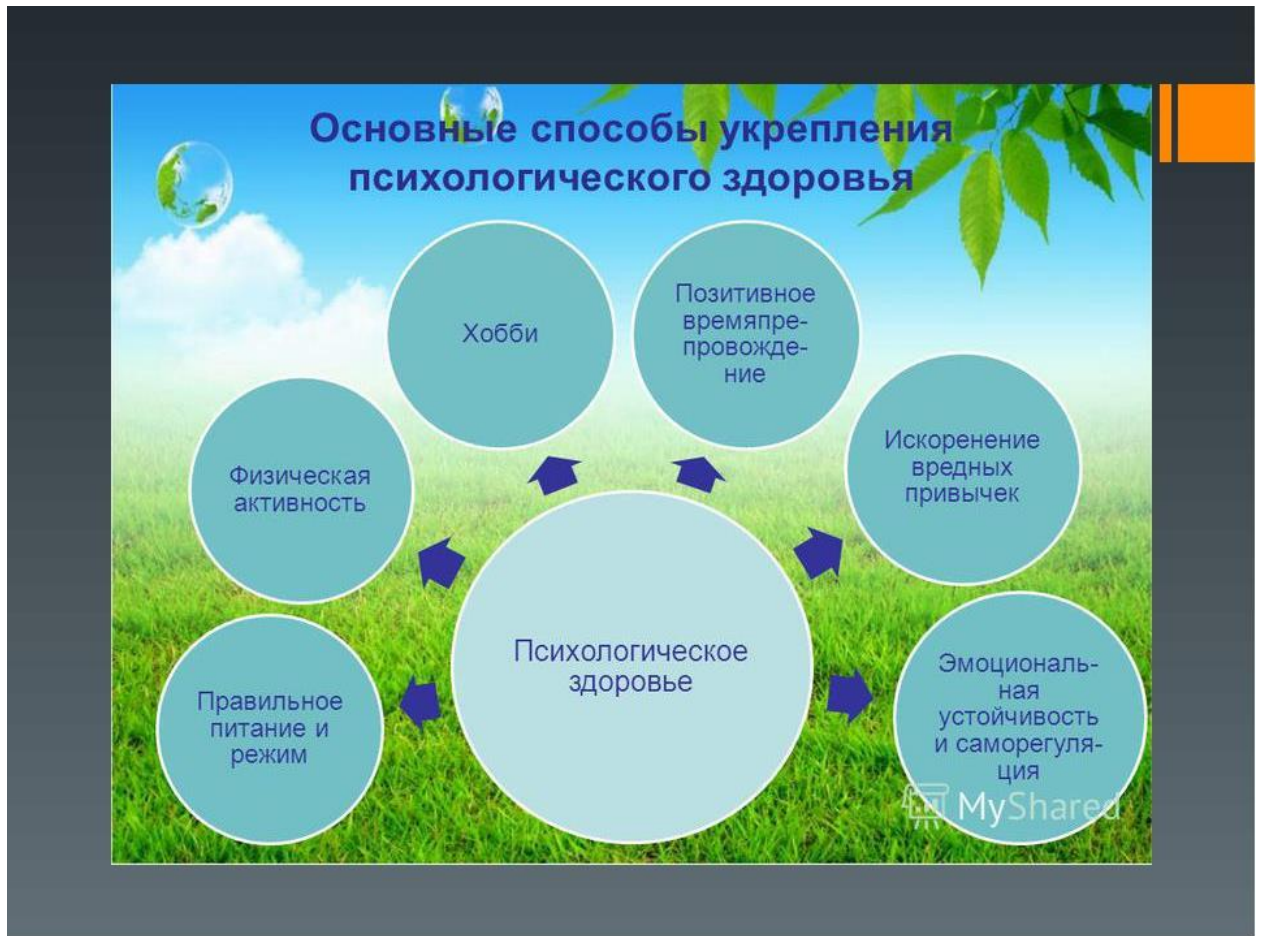 Основные способы укрепления
психологического здоровья
Хобби
Позитивное
времяпре-
провожде-
ние
Физическая
активность
Искоренение
вредных
привычек
Правильное
питание и
режим
Психологическое
здоровье
Эмоциональ-
ная
устойчивость
и саморегуля-
ция
MyShared